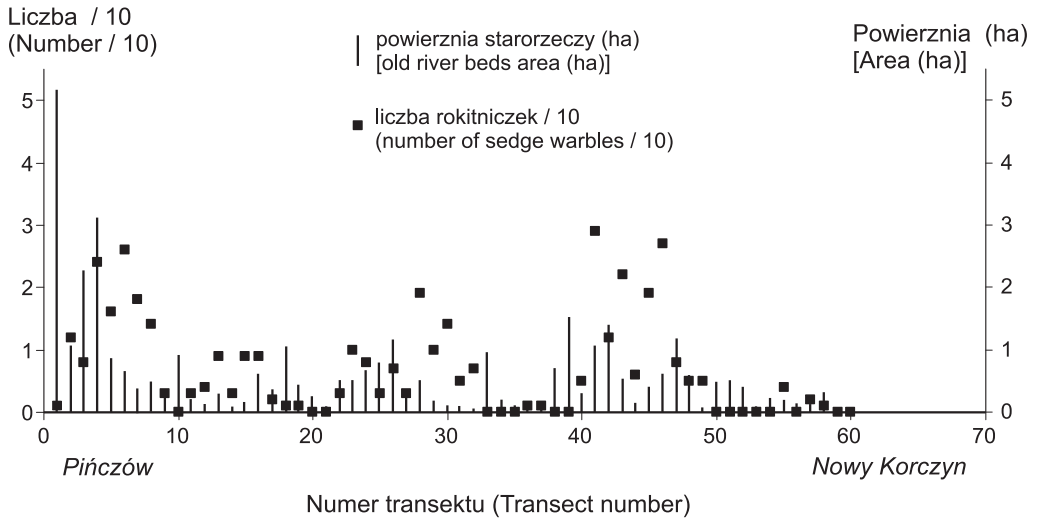 Liczba / 10
(Number / 10)
Powierznia (ha)
[Area (ha)]
powierznia starorzeczy (ha)
[old river beds area (ha)]
liczba rokitniczek / 10
(number of sedge warbles / 10)
5 5
4 4
3 3
2 2
1 1
0 0
0 10 20 30 40 50 60 70
Pińczów Nowy Korczyn
Numer transektu (Transect number)